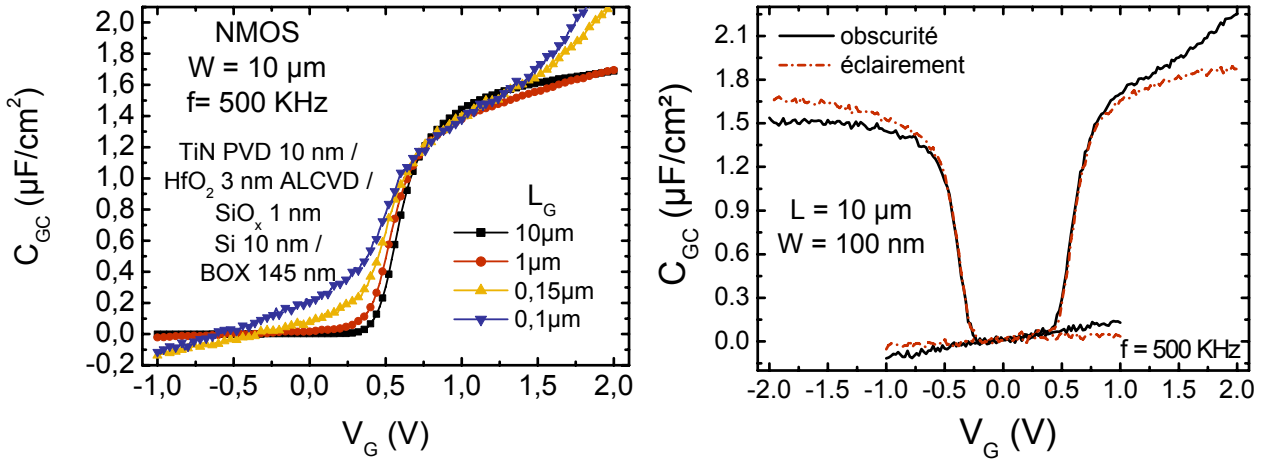 NMOS
W = 10 µm
f= 500 KHz
TiN PVD 10 nm /
HfO₂ 3 nm ALCVD /
SiOₓ 1 nm
Si 10 nm /
BOX 145 nm
L_G
10µm
1µm
0,15µm
0,1µm
2,0
1,8
1,6
1,4
1,2
1,0
0,8
0,6
0,4
0,2
0,0
-0,2
C_GC (µF/cm²)
-1,0 -0,5 0,0 0,5 1,0 1,5 2,0
V_G (V)
obscurité
éclairement
L = 10 µm
W = 100 nm
f = 500 KHz
2.1
1.8
1.5
1.2
0.9
0.6
0.3
0.0
C_GC (µF/cm²)
-2.0 -1.5 -1.0 -0.5 0.0 0.5 1.0 1.5 2.0
V_G (V)